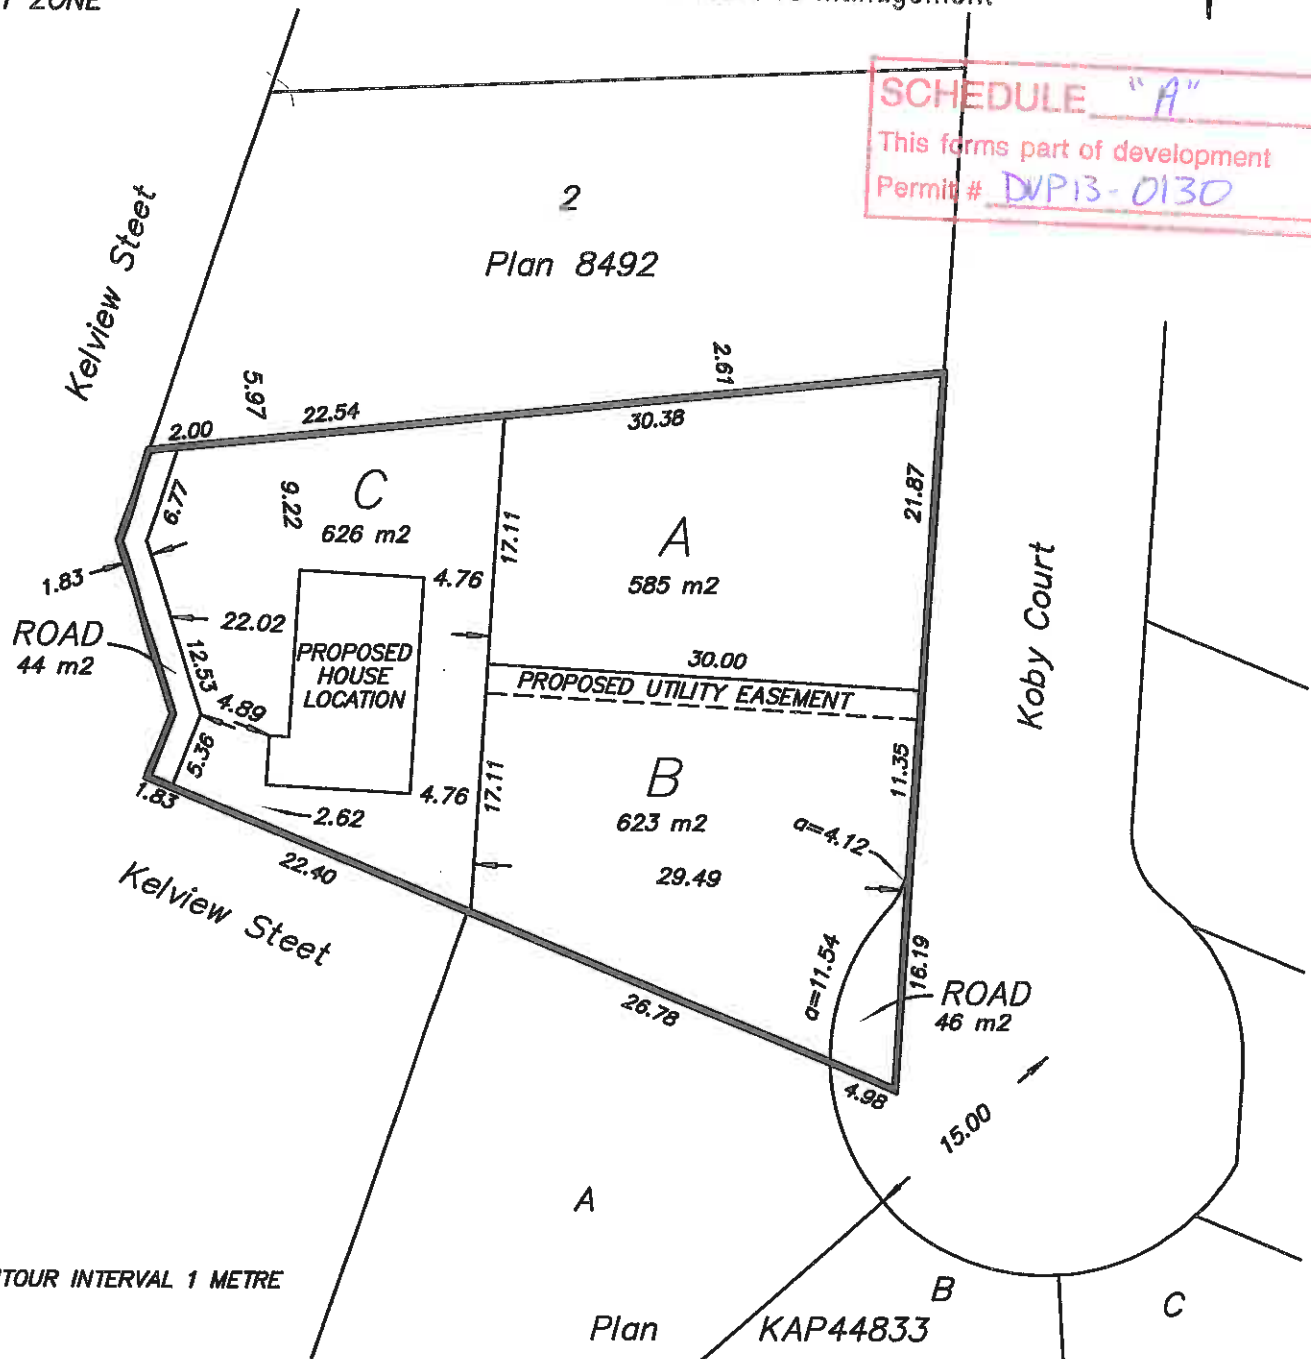 ZONE
management
SCHEDULE "A"
This forms part of development
Permit # DVP13-0130
2
Plan 8492
Kelview Steet
2.00
5.97
22.54
2.61
30.38
6.77
9.22
C
626 m2
17.11
A
585 m2
21.87
1.83
4.76
ROAD
44 m2
22.02
12.53
4.89
PROPOSED
HOUSE
LOCATION
30.00
PROPOSED UTILITY EASEMENT
Koby Court
5.36
1.83
2.62
4.76
17.11
B
623 m2
11.35
a=4.12
29.49
22.40
Kelview Steet
a=11.54
16.19
ROAD
46 m2
26.78
4.98
15.00
A
TOUR INTERVAL 1 METRE
B
C
Plan KAP44833